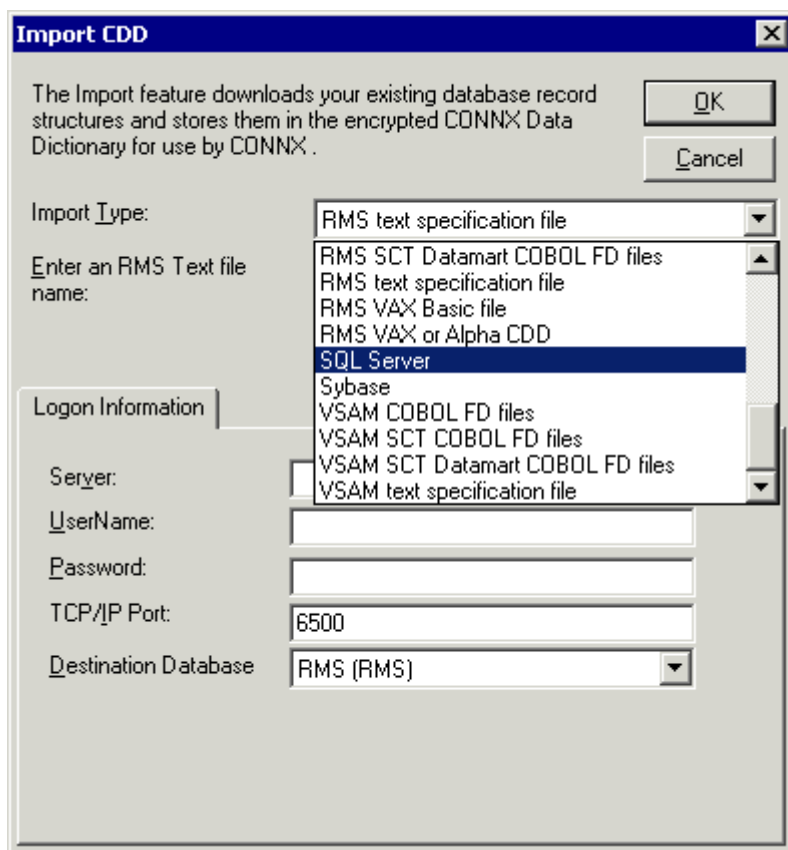 Import CDD
The Import feature downloads your existing database record
structures and stores them in the encrypted CONNX Data
Dictionary for use by CONNX .
OK
Cancel
Import Type:
RMS text specification file
Enter an RMS Text file
name:
RMS SCT Datamart COBOL FD files
RMS text specification file
RMS VAX Basic file
RMS VAX or Alpha CDD
SQL Server
Sybase
VSAM COBOL FD files
VSAM SCT COBOL FD files
VSAM SCT Datamart COBOL FD files
VSAM text specification file
Logon Information
Server:
UserName:
Password:
TCP/IP Port:
6500
Destination Database
RMS (RMS)